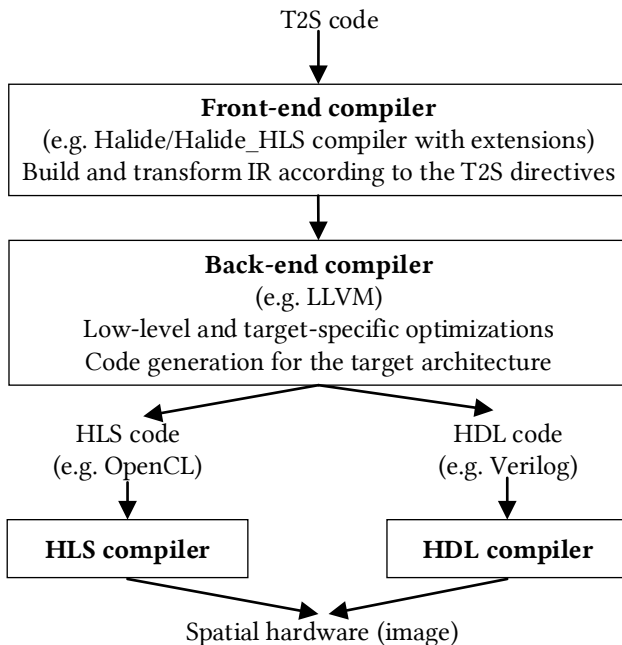 T2S code
Front-end compiler
(e.g. Halide/Halide_HLS compiler with extensions)
Build and transform IR according to the T2S directives
Back-end compiler
(e.g. LLVM)
Low-level and target-specific optimizations
Code generation for the target architecture
HLS code
(e.g. OpenCL)
HDL code
(e.g. Verilog)
HLS compiler
HDL compiler
Spatial hardware (image)